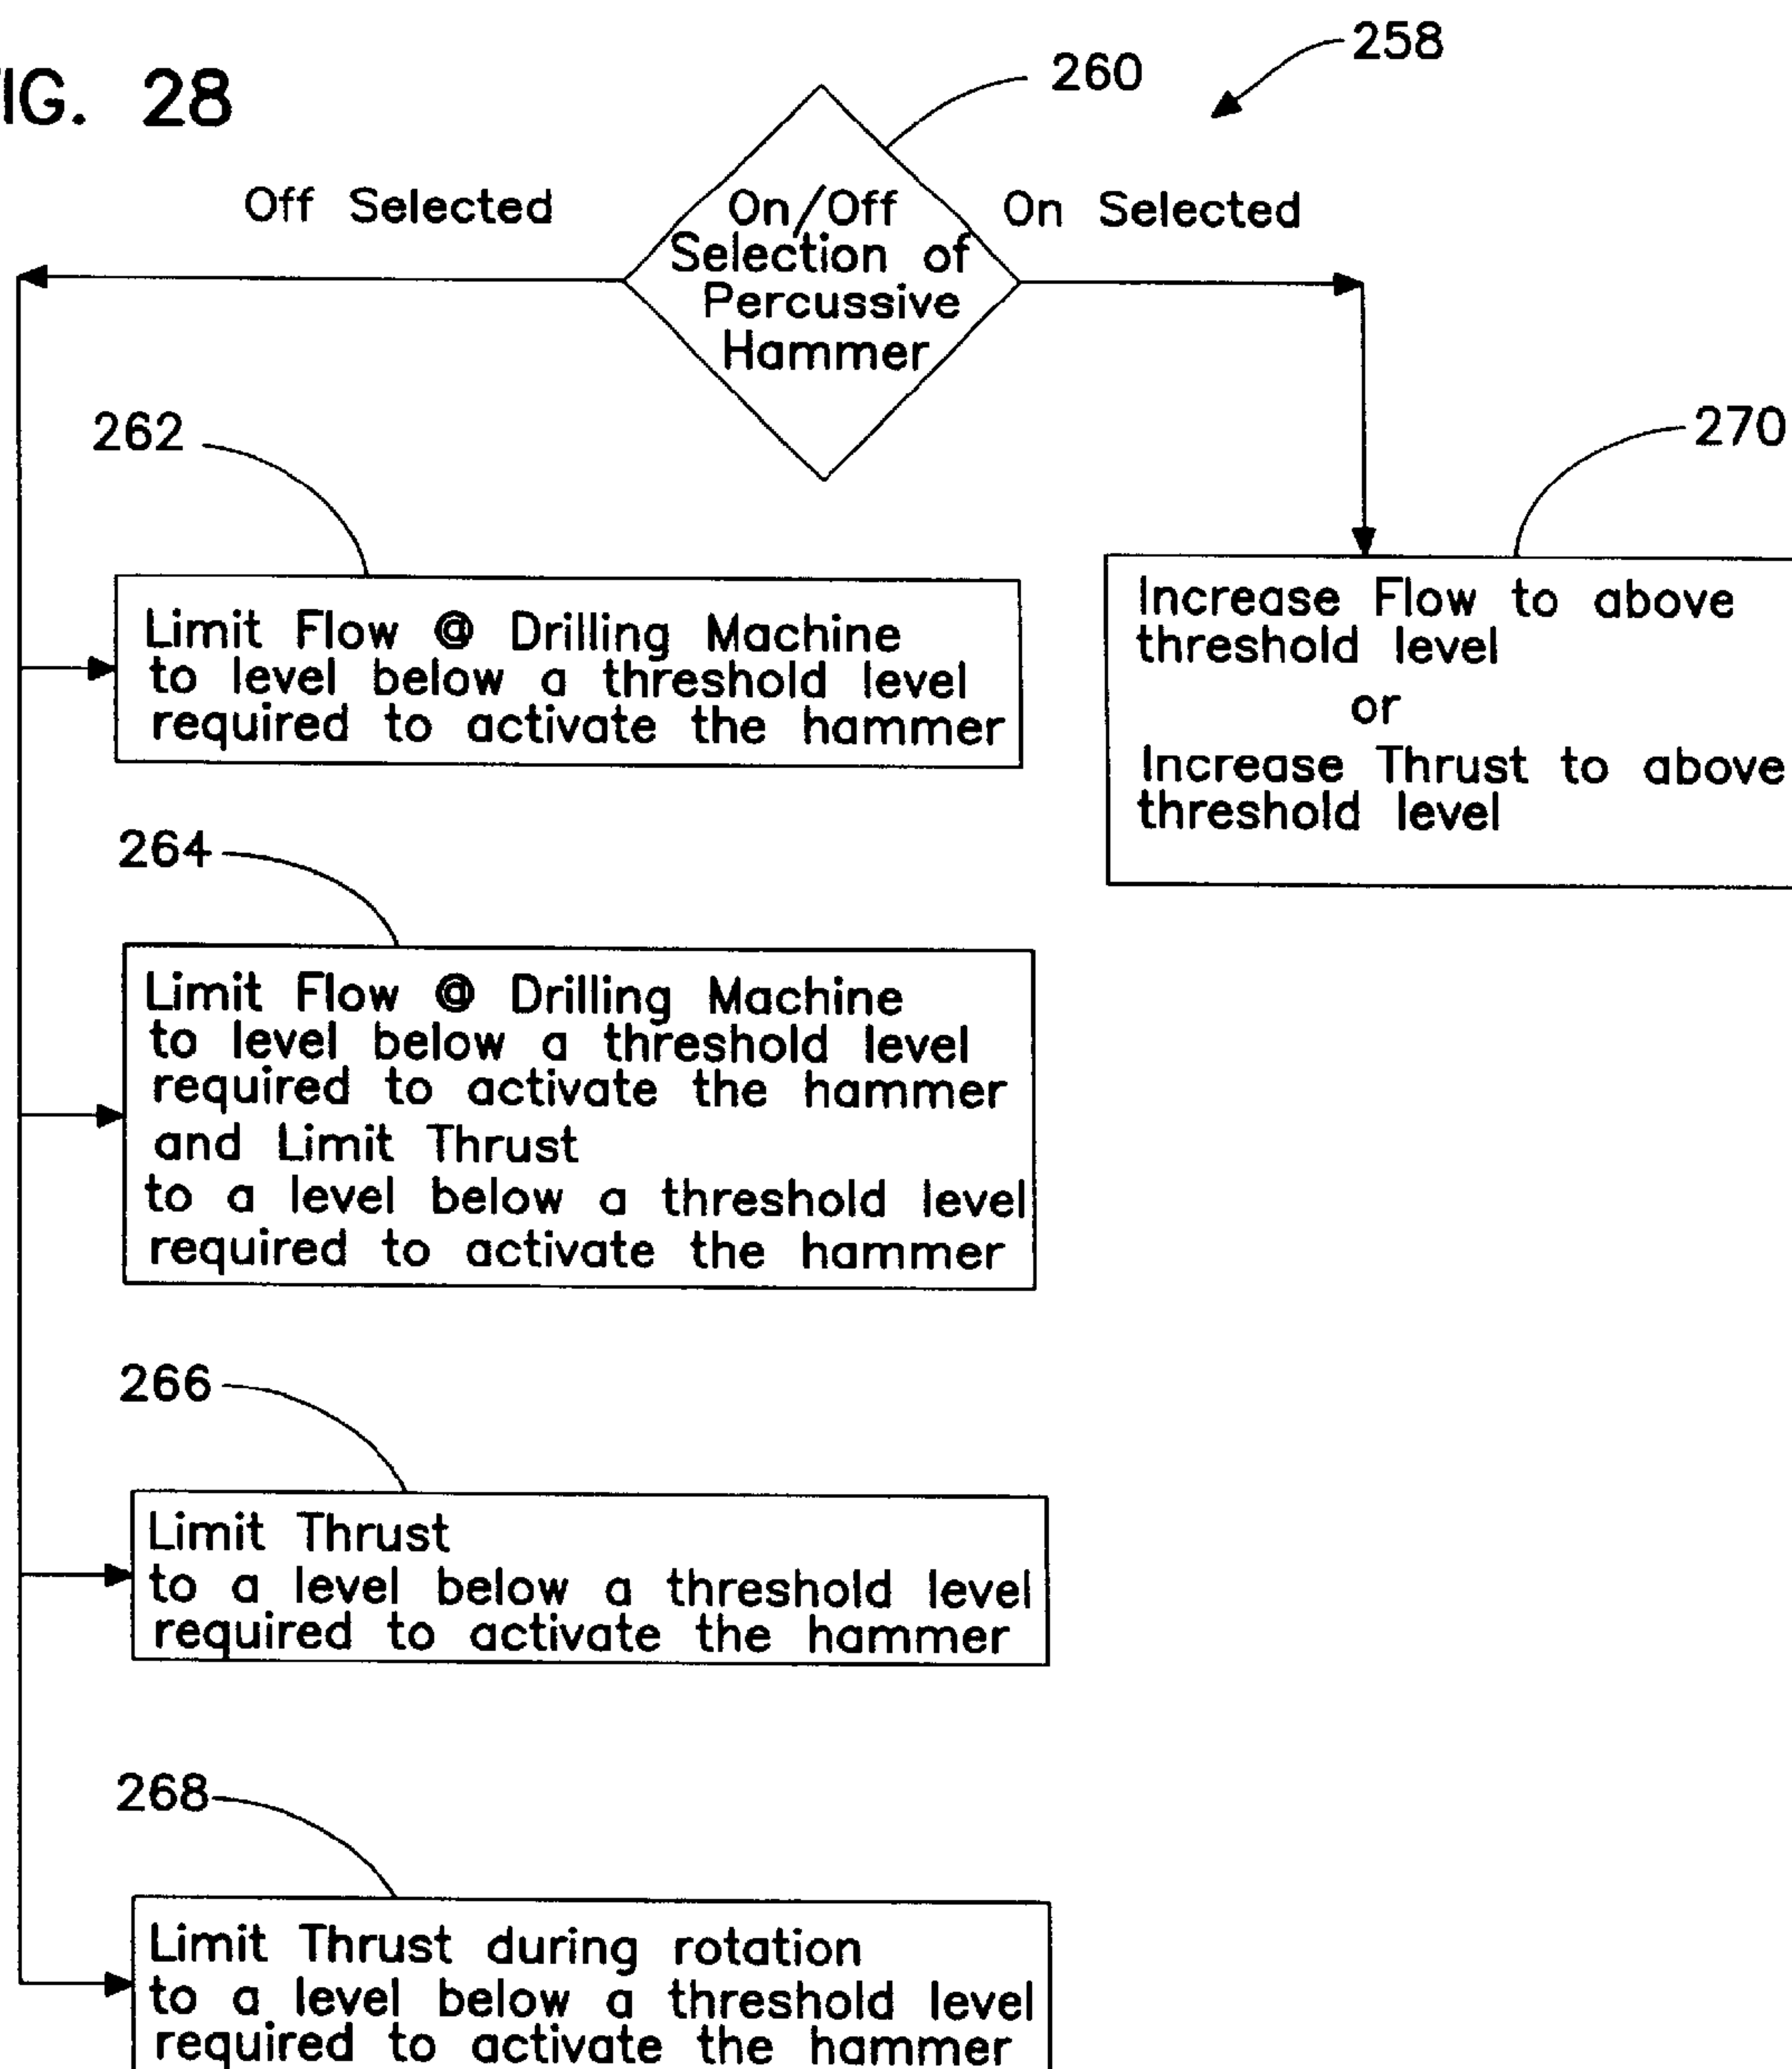 IG. 28
258
260
Off Selected
On/Off
Selection of
Percussive
Hammer
On Selected
262
270
Limit Flow @ Drilling Machine
to level below a threshold level
required to activate the hammer
Increase Flow to above
threshold level
or
Increase Thrust to above
threshold level
264
Limit Flow @ Drilling Machine
to level below a threshold level
required to activate the hammer
and Limit Thrust
to a level below a threshold level
required to activate the hammer
266
Limit Thrust
to a level below a threshold level
required to activate the hammer
268
Limit Thrust during rotation
to a level below a threshold level
required to activate the hammer